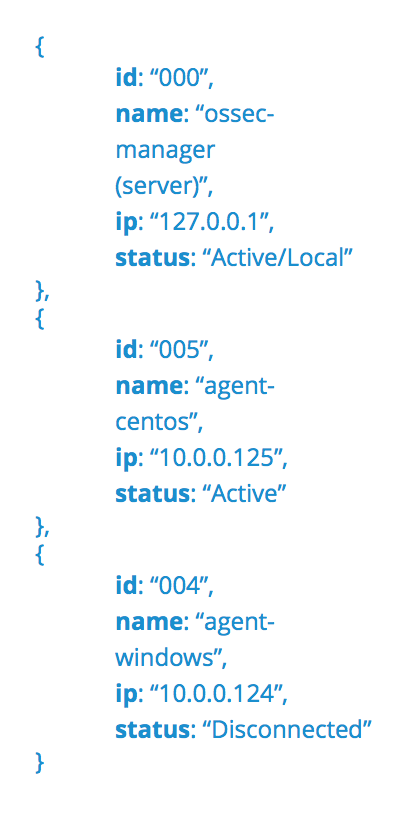 {
id: “000”,
name: “ossec-
manager
(server)”,
ip: “127.0.0.1”,
status: “Active/Local”
},
{
id: “005”,
name: “agent-
centos”,
ip: “10.0.0.125”,
status: “Active”
},
{
id: “004”,
name: “agent-
windows”,
ip: “10.0.0.124”,
status: “Disconnected”
}